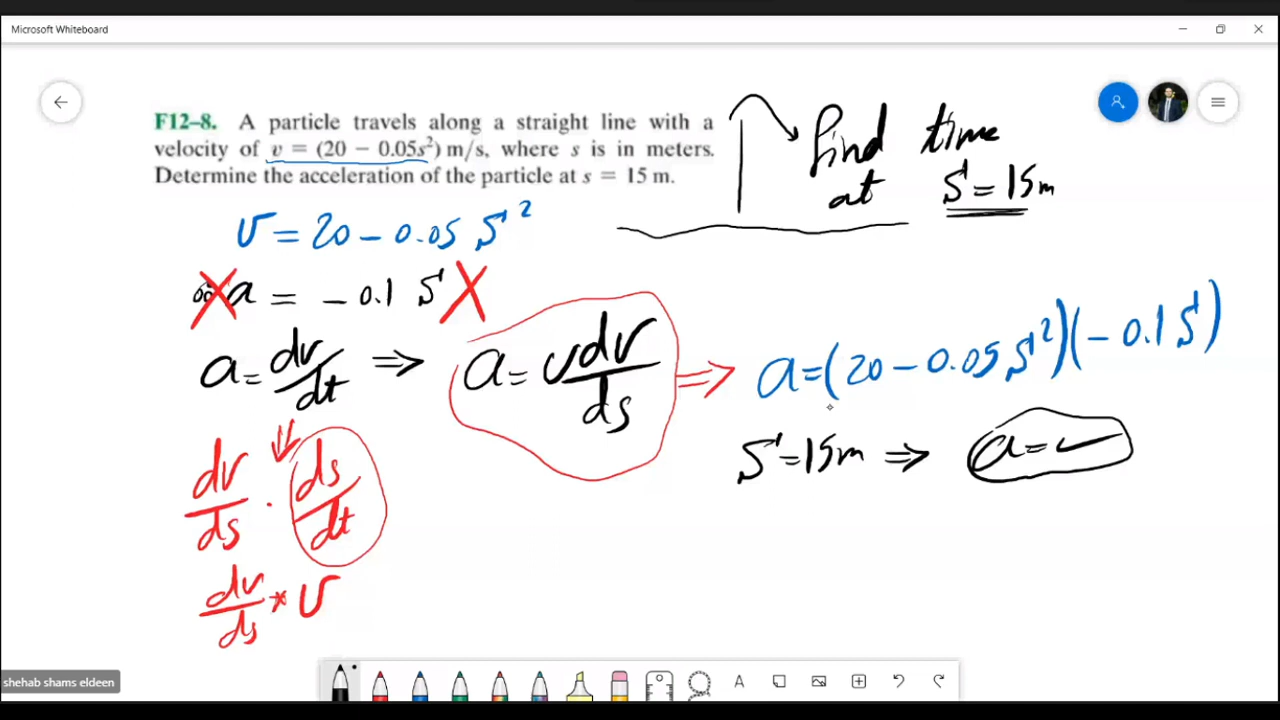 Microsoft Whiteboard
F12–8. A particle travels along a straight line with a
velocity of v = (20 − 0.05s²) m/s, where s is in meters.
Determine the acceleration of the particle at s = 15 m.
find time
at S = 15m
v = 20 − 0.05 S²
a = − 0.1 S
a = dv/dt ⇒ a = v dv/ds ⇒ a = (20 − 0.05 S²)(− 0.1 S)
S = 15m ⇒ a = ✓
dv/ds · ds/dt
dv/ds * v
shehab shams eldeen
A